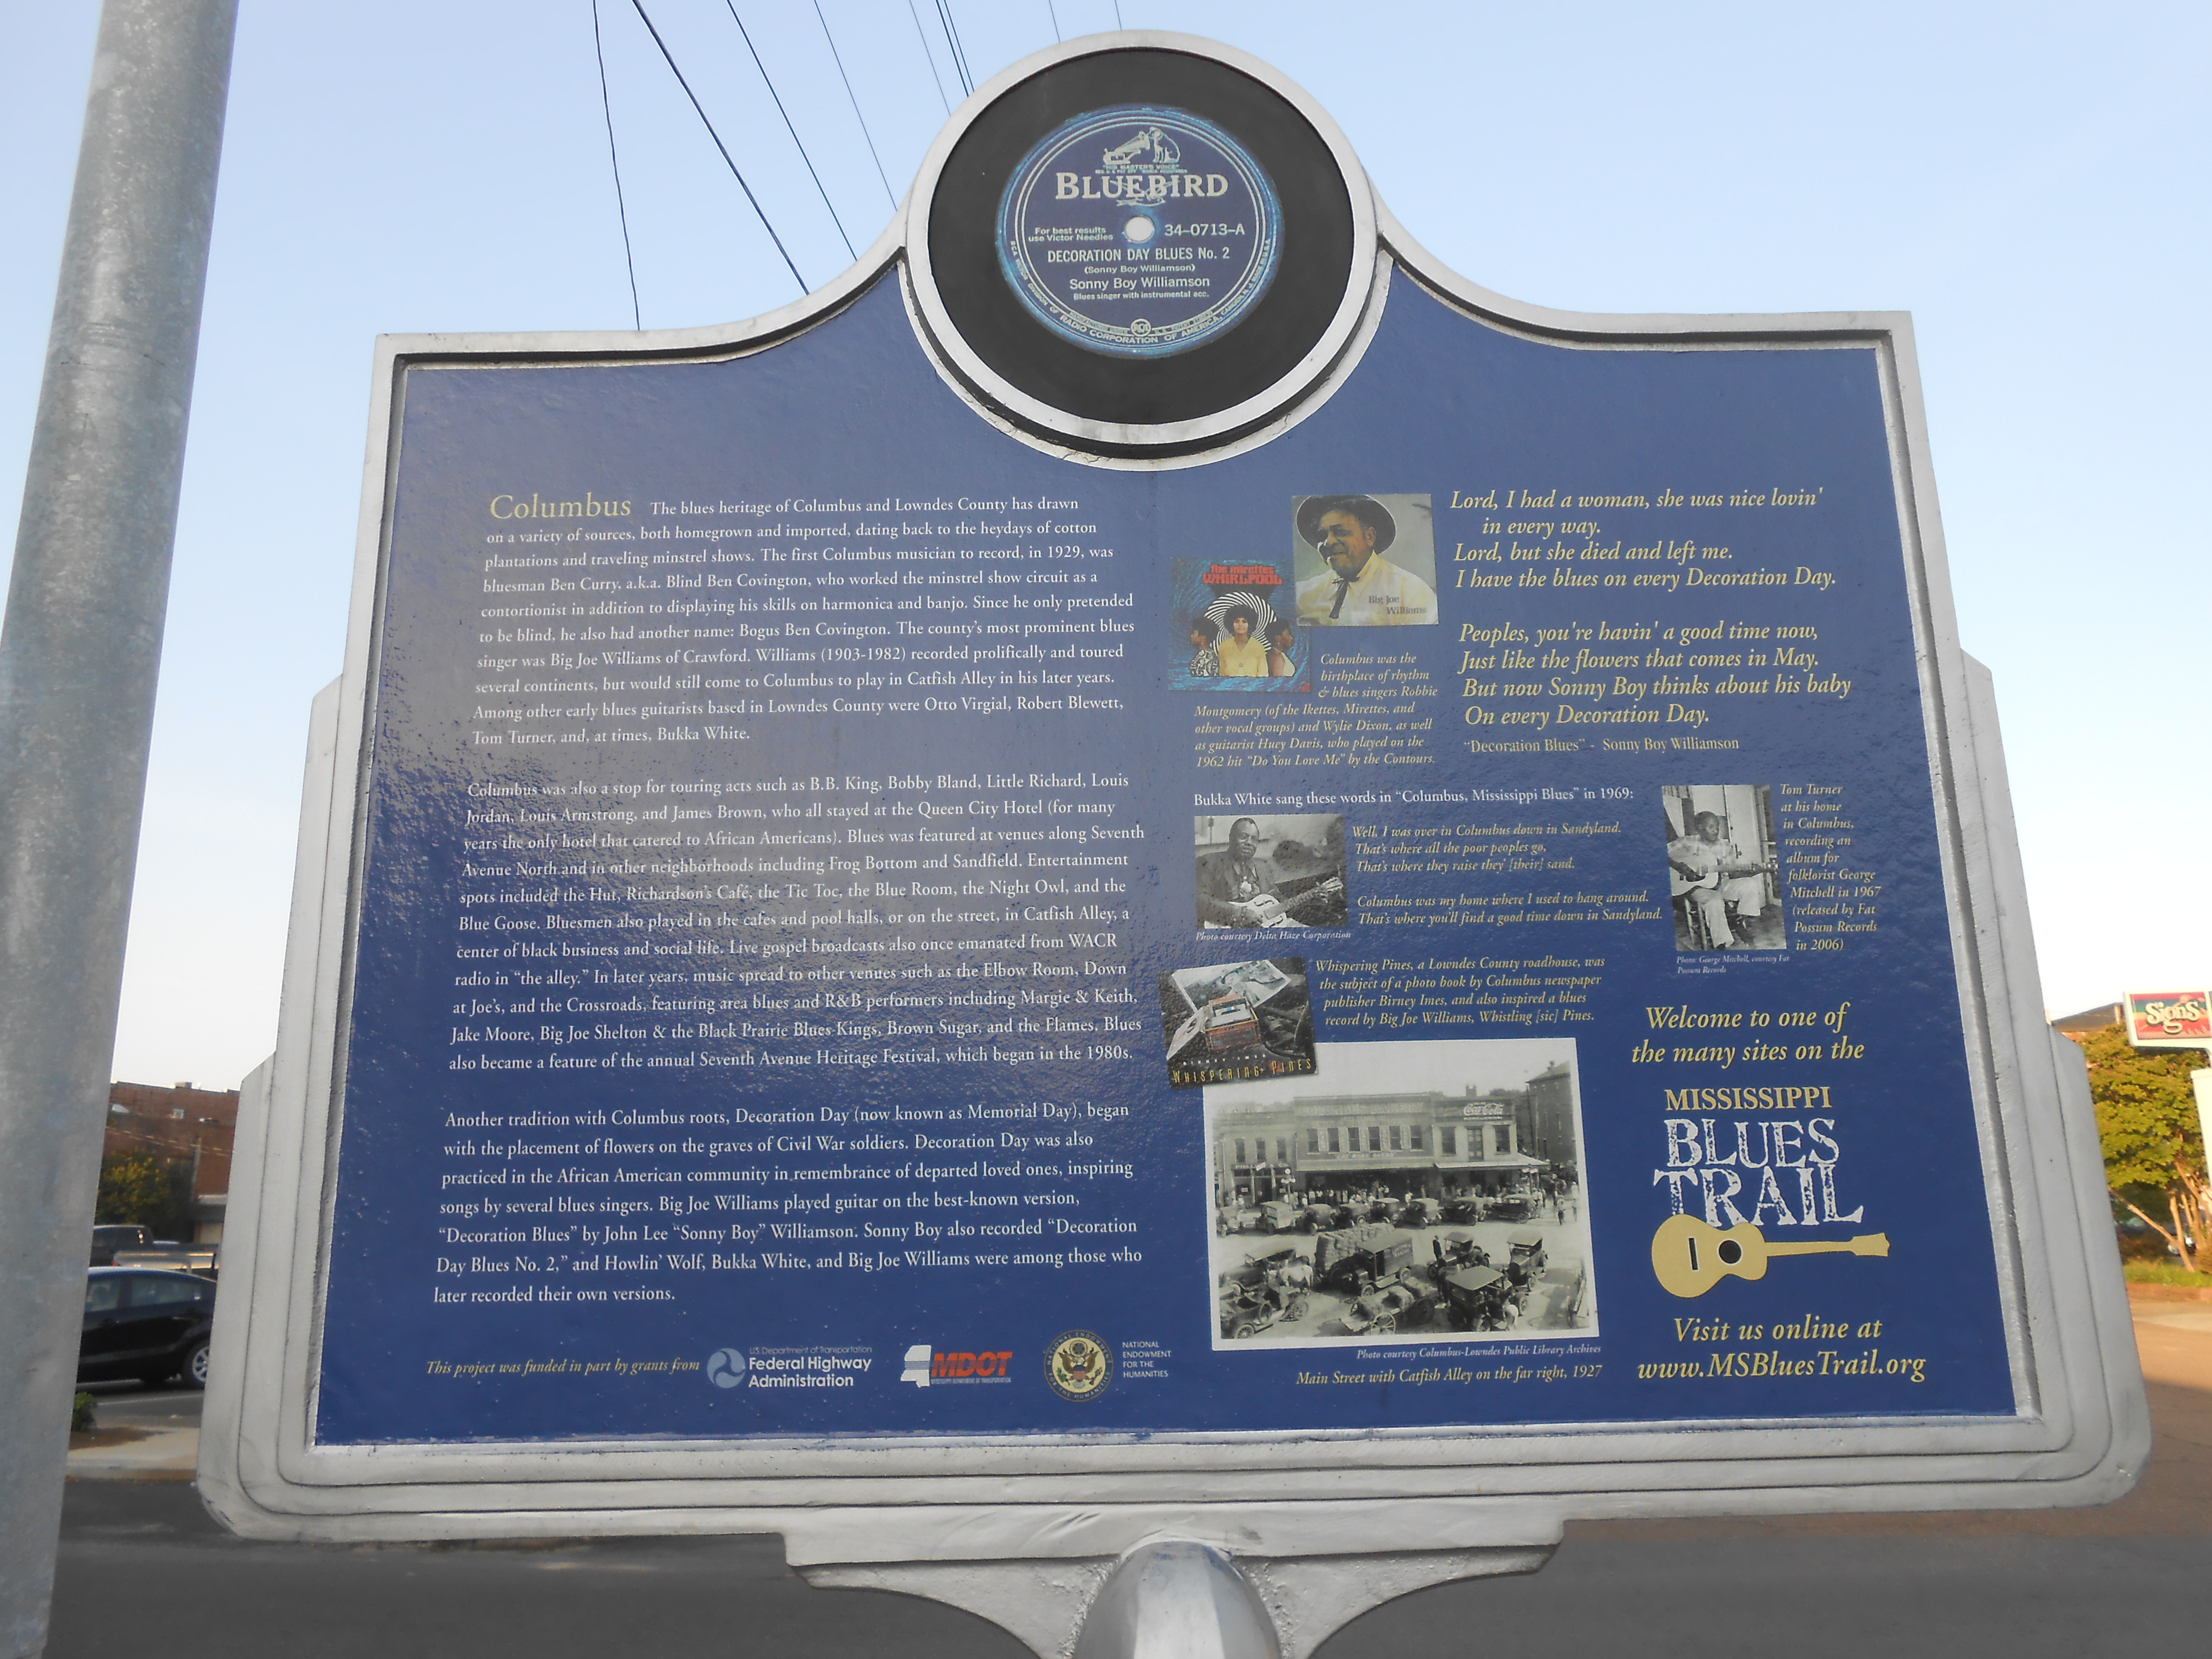 "HIS MASTER'S VOICE"
BLUEBIRD
For best results
use Victor Needles
34-0713-A
DECORATION DAY BLUES No. 2
(Sonny Boy Williamson)
Sonny Boy Williamson
Blues singer with instrumental acc.
RCA VICTOR DIVISION OF RADIO CORPORATION OF AMERICA, CAMDEN, N.J.
Columbus The blues heritage of Columbus and Lowndes County has drawn
on a variety of sources, both homegrown and imported, dating back to the heydays of cotton
plantations and traveling minstrel shows. The first Columbus musician to record, in 1929, was
bluesman Ben Curry, a.k.a. Blind Ben Covington, who worked the minstrel show circuit as a
contortionist in addition to displaying his skills on harmonica and banjo. Since he only pretended
to be blind, he also had another name: Bogus Ben Covington. The county's most prominent blues
singer was Big Joe Williams of Crawford. Williams (1903-1982) recorded prolifically and toured
several continents, but would still come to Columbus to play in Catfish Alley in his later years.
Among other early blues guitarists based in Lowndes County were Otto Virgial, Robert Blewett,
Tom Turner, and, at times, Bukka White.
Columbus was also a stop for touring acts such as B.B. King, Bobby Bland, Little Richard, Louis
Jordan, Louis Armstrong, and James Brown, who all stayed at the Queen City Hotel (for many
years the only hotel that catered to African Americans). Blues was featured at venues along Seventh
Avenue North and in other neighborhoods including Frog Bottom and Sandfield. Entertainment
spots included the Hut, Richardson's Café, the Tic Toc, the Blue Room, the Night Owl, and the
Blue Goose. Bluesmen also played in the cafes and pool halls, or on the street, in Catfish Alley, a
center of black business and social life. Live gospel broadcasts also once emanated from WACR
radio in "the alley." In later years, music spread to other venues such as the Elbow Room, Down
at Joe's, and the Crossroads, featuring area blues and R&B performers including Margie & Keith,
Jake Moore, Big Joe Shelton & the Black Prairie Blues Kings, Brown Sugar, and the Flames. Blues
also became a feature of the annual Seventh Avenue Heritage Festival, which began in the 1980s.
Another tradition with Columbus roots, Decoration Day (now known as Memorial Day), began
with the placement of flowers on the graves of Civil War soldiers. Decoration Day was also
practiced in the African American community in remembrance of departed loved ones, inspiring
songs by several blues singers. Big Joe Williams played guitar on the best-known version,
"Decoration Blues" by John Lee "Sonny Boy" Williamson. Sonny Boy also recorded "Decoration
Day Blues No. 2," and Howlin' Wolf, Bukka White, and Big Joe Williams were among those who
later recorded their own versions.
This project was funded in part by grants from
U.S. Department of Transportation
Federal Highway
Administration
MDOT
MISSISSIPPI DEPARTMENT OF TRANSPORTATION
NATIONAL
ENDOWMENT
FOR THE
HUMANITIES
the mirettes
WHIRLPOOL
Big Joe
Williams
Columbus was the
birthplace of rhythm
& blues singers Robbie
Montgomery (of the Ikettes, Mirettes, and
other vocal groups) and Wylie Dixon, as well
as guitarist Huey Davis, who played on the
1962 hit "Do You Love Me" by the Contours.
Lord, I had a woman, she was nice lovin'
in every way.
Lord, but she died and left me.
I have the blues on every Decoration Day.
Peoples, you're havin' a good time now,
Just like the flowers that comes in May.
But now Sonny Boy thinks about his baby
On every Decoration Day.
"Decoration Blues" - Sonny Boy Williamson
Bukka White sang these words in "Columbus, Mississippi Blues" in 1969:
Well, I was over in Columbus down in Sandyland.
That's where all the poor peoples go.
That's where they raise they' [their] sand.
Columbus was my home where I used to hang around.
That's where you'll find a good time down in Sandyland.
Photo courtesy Delta Haze Corporation
Tom Turner
at his home
in Columbus,
recording an
album for
folklorist George
Mitchell in 1967
(released by Fat
Possum Records
in 2006)
Photo: George Mitchell, courtesy Fat
Possum Records
Whispering Pines, a Lowndes County roadhouse, was
the subject of a photo book by Columbus newspaper
publisher Birney Imes, and also inspired a blues
record by Big Joe Williams, Whistling [sic] Pines.
BIRNEY IMES
WHISPERING PINES
Coca-Cola
Photo courtesy Columbus-Lowndes Public Library Archives
Main Street with Catfish Alley on the far right, 1927
Welcome to one of
the many sites on the
MISSISSIPPI
BLUES
TRAIL
Visit us online at
www.MSBluesTrail.org
Signs